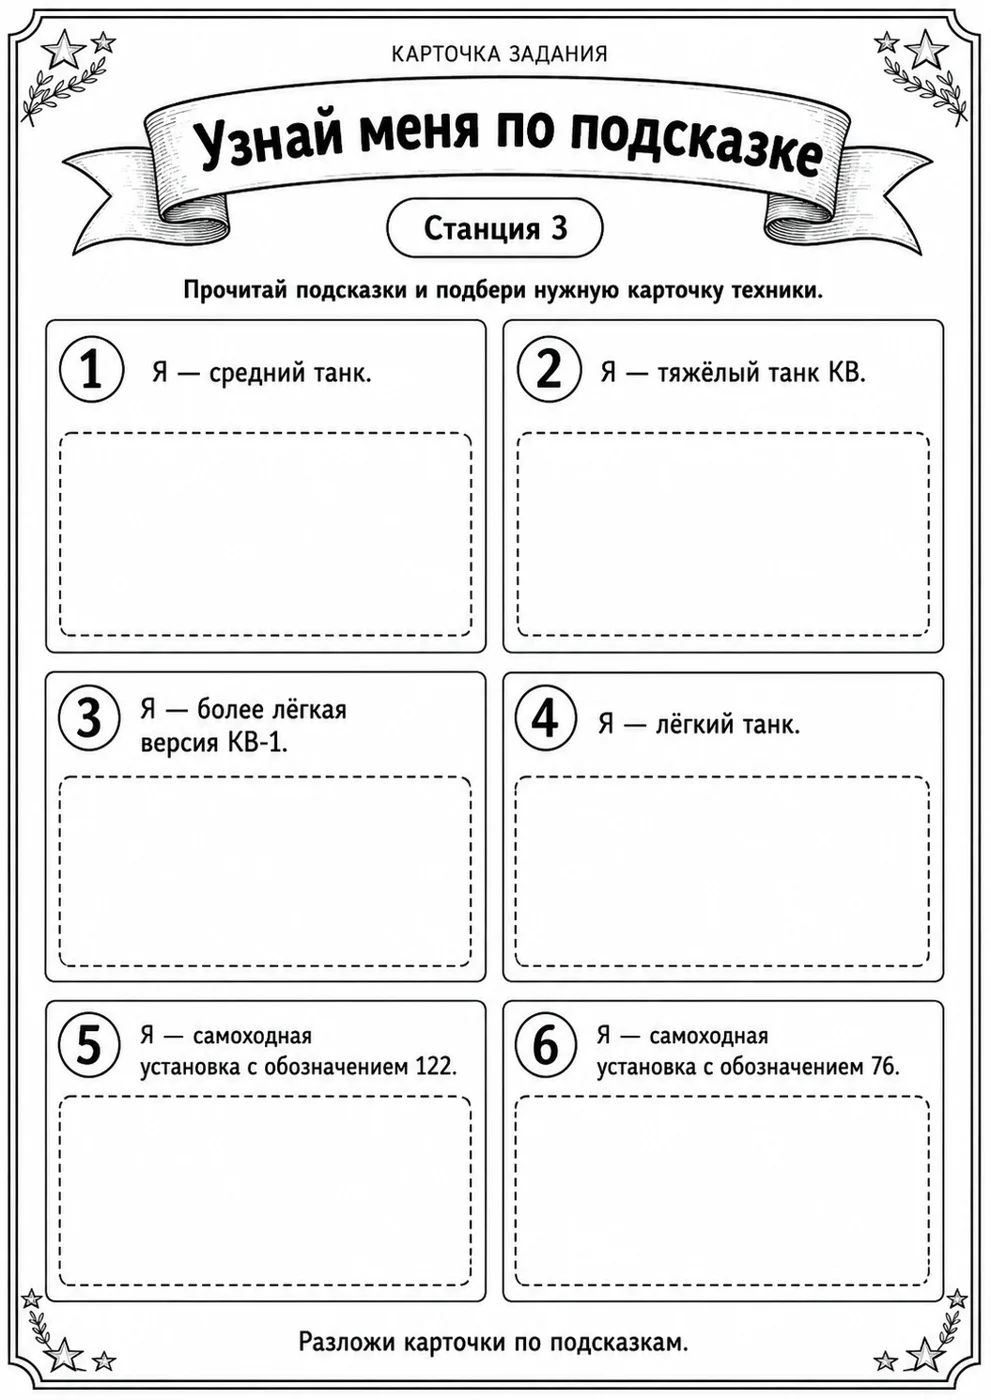 КАРТОЧКА ЗАДАНИЯ
Узнай меня по подсказке
Станция 3
Прочитай подсказки и подбери нужную карточку техники.
1
Я — средний танк.
2
Я — тяжёлый танк КВ.
3
Я — более лёгкая
версия КВ-1.
4
Я — лёгкий танк.
5
Я — самоходная
установка с обозначением 122.
6
Я — самоходная
установка с обозначением 76.
Разложи карточки по подсказкам.